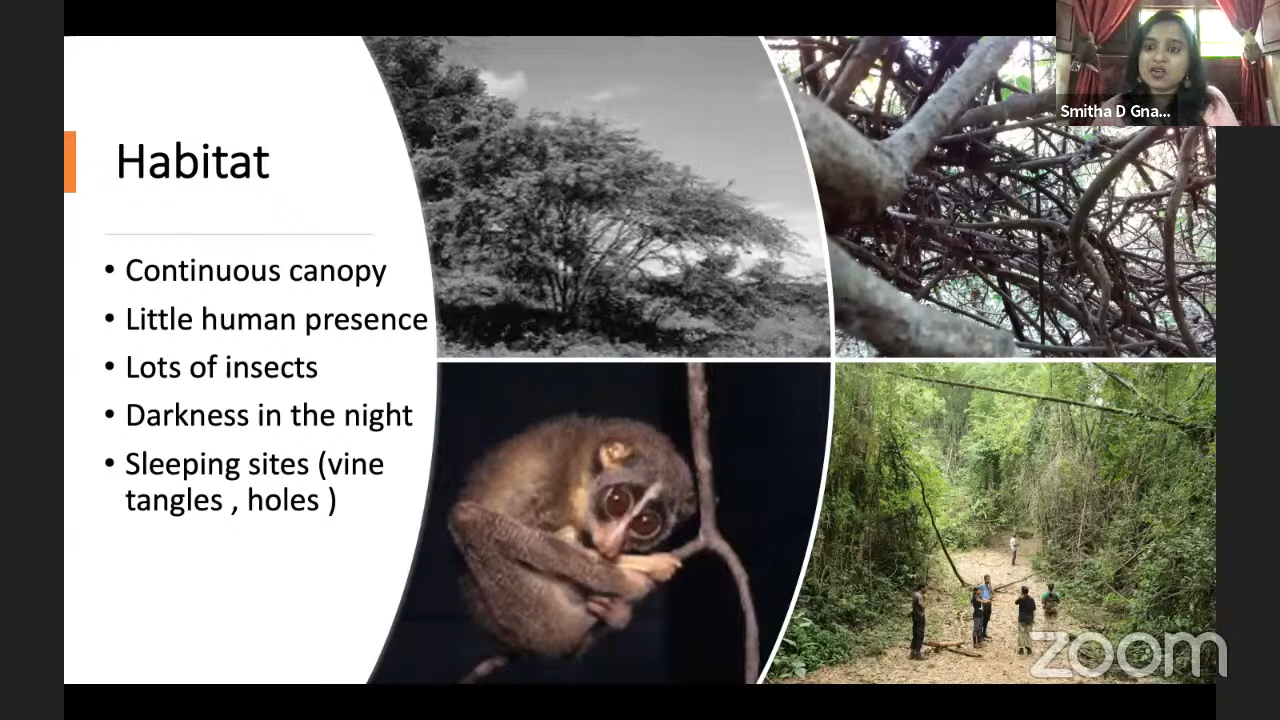 Smitha D Gna...
Habitat
• Continuous canopy
• Little human presence
• Lots of insects
• Darkness in the night
• Sleeping sites (vine
tangles , holes )
zoom